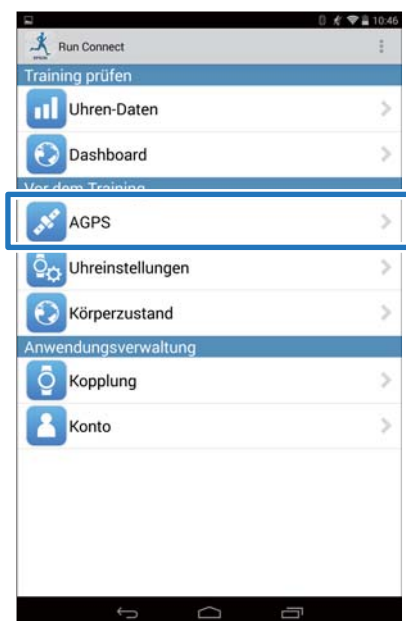 10:46
Run Connect
Training prüfen
Uhren-Daten
Dashboard
Vor dem Training
AGPS
Uhreinstellungen
Körperzustand
Anwendungsverwaltung
Kopplung
Konto